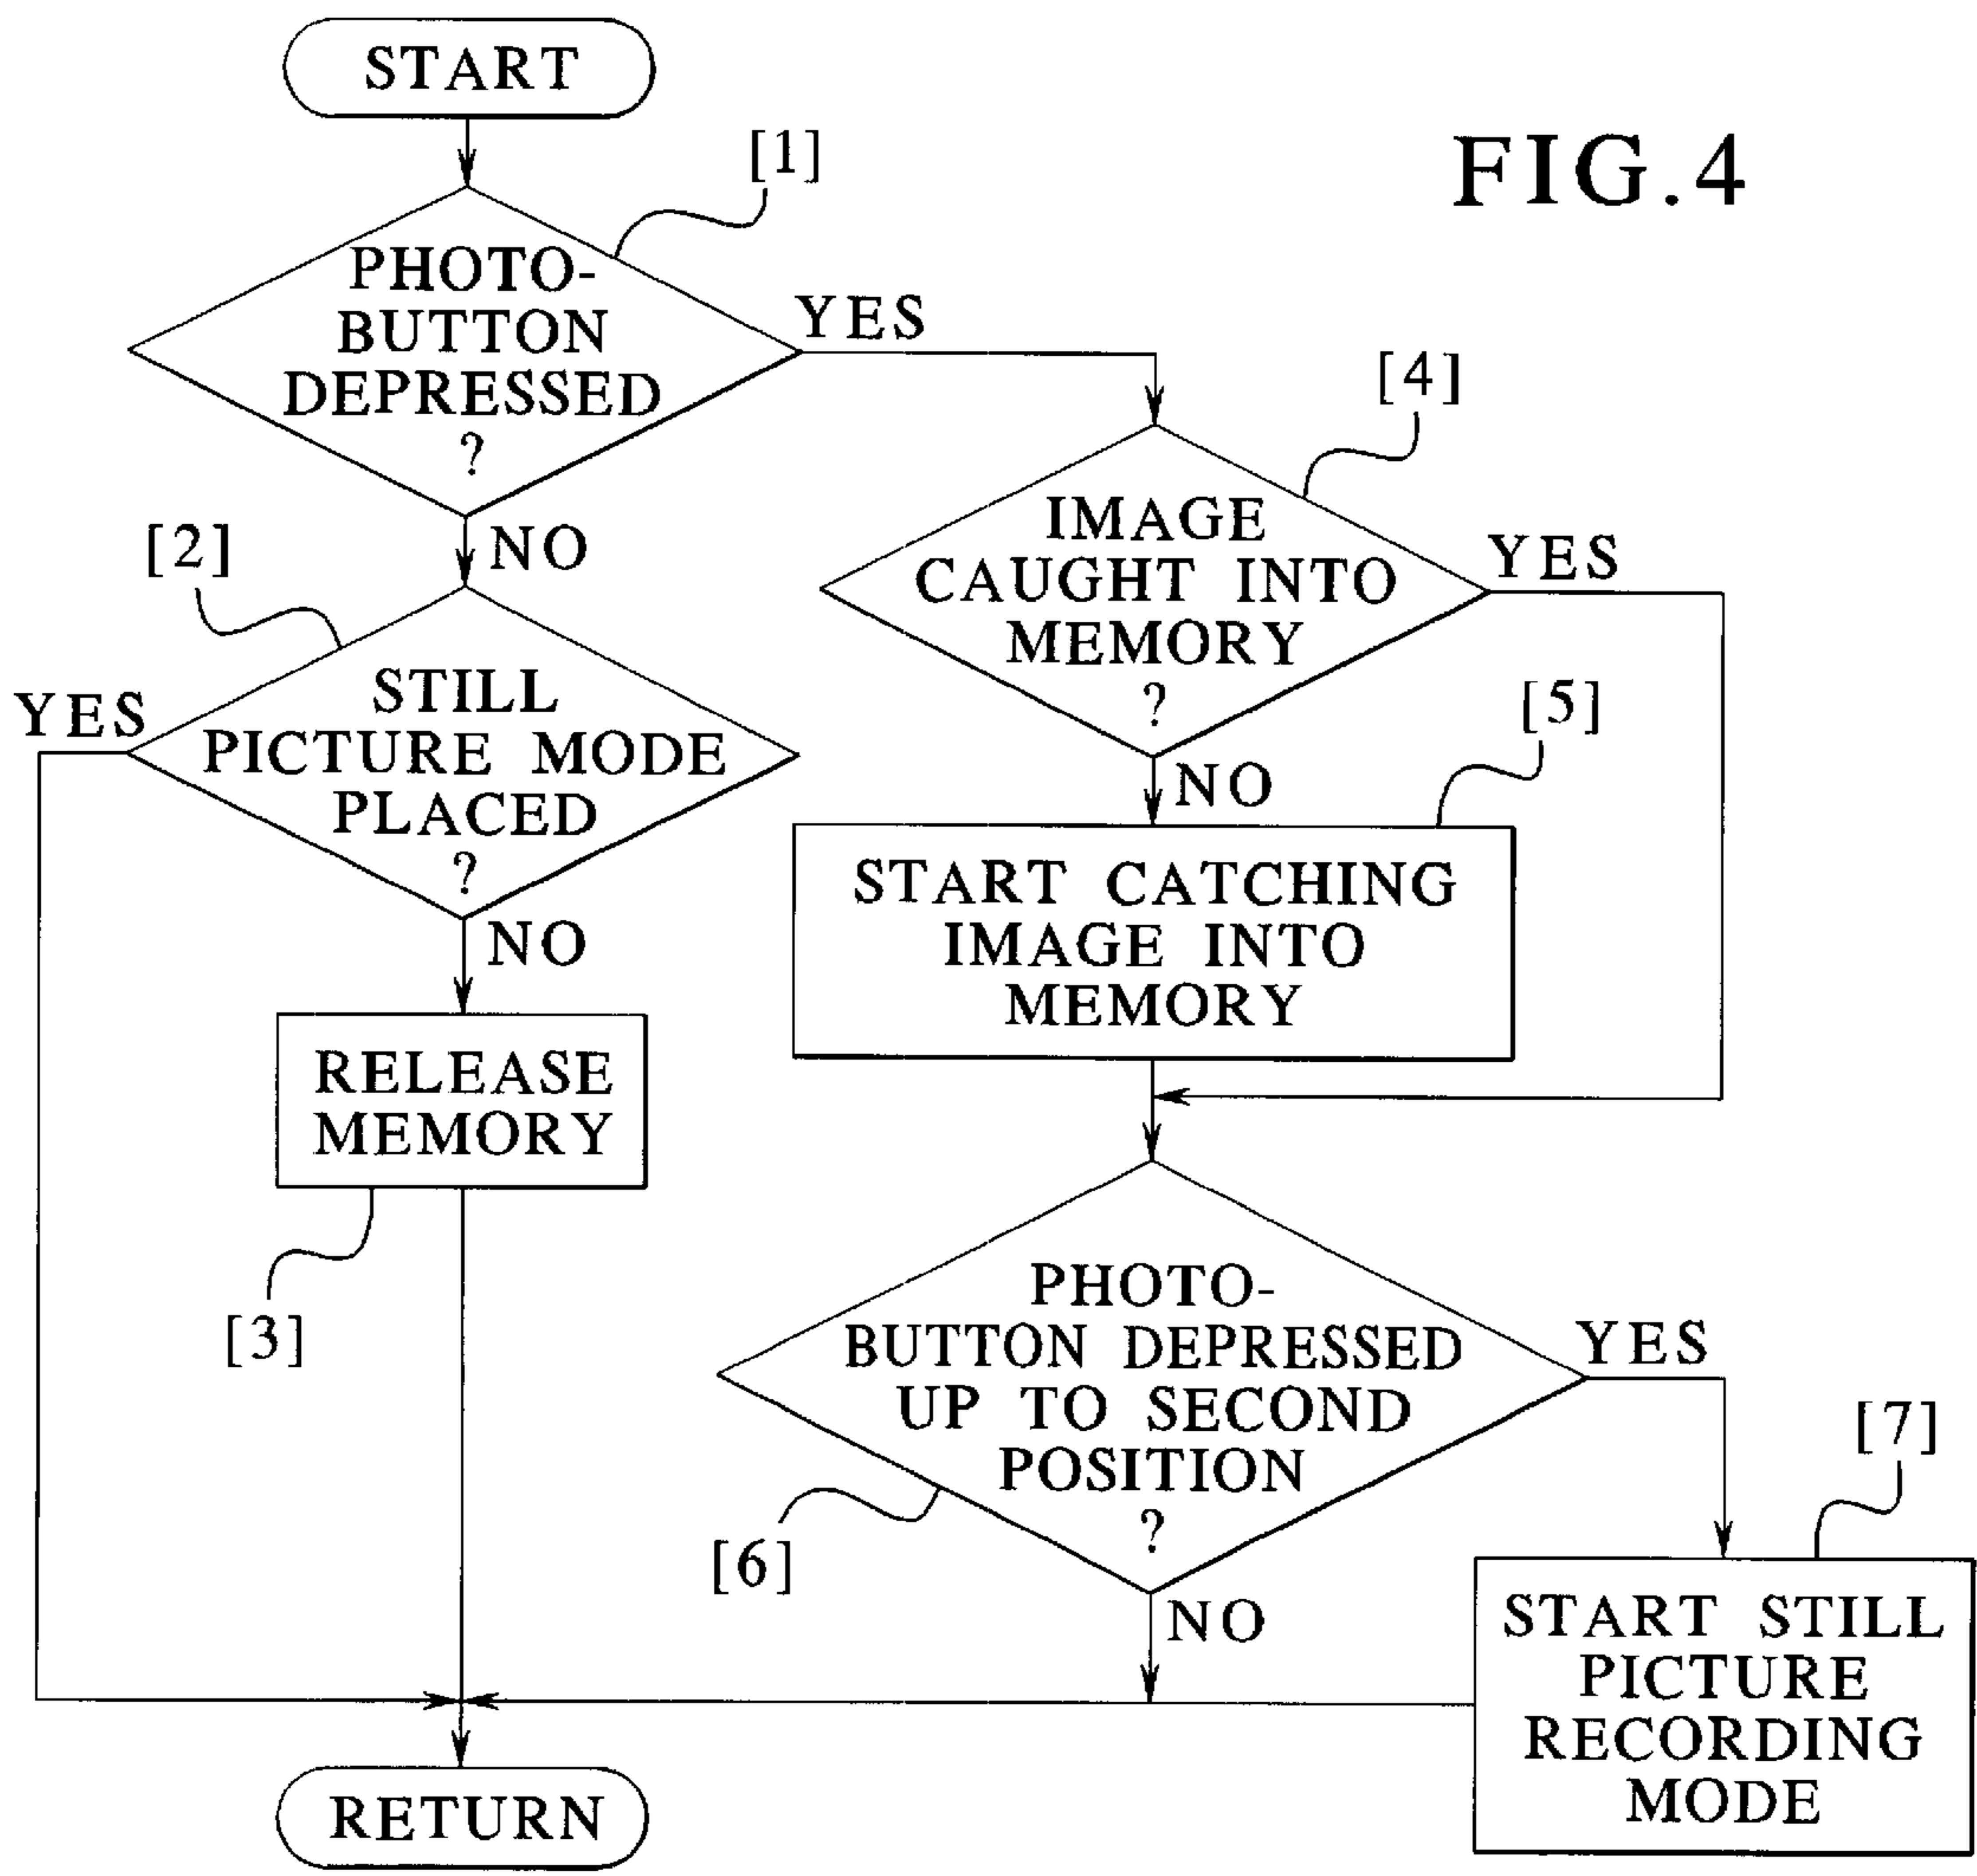 START
FIG.4
[1]
PHOTO-
BUTTON
DEPRESSED
?
YES
NO
[2]
STILL
PICTURE MODE
PLACED
?
YES
NO
RELEASE
MEMORY
[3]
[4]
IMAGE
CAUGHT INTO
MEMORY
?
YES
NO
[5]
START CATCHING
IMAGE INTO
MEMORY
PHOTO-
BUTTON DEPRESSED
UP TO SECOND
POSITION
?
[6]
YES
NO
[7]
START STILL
PICTURE
RECORDING
MODE
RETURN